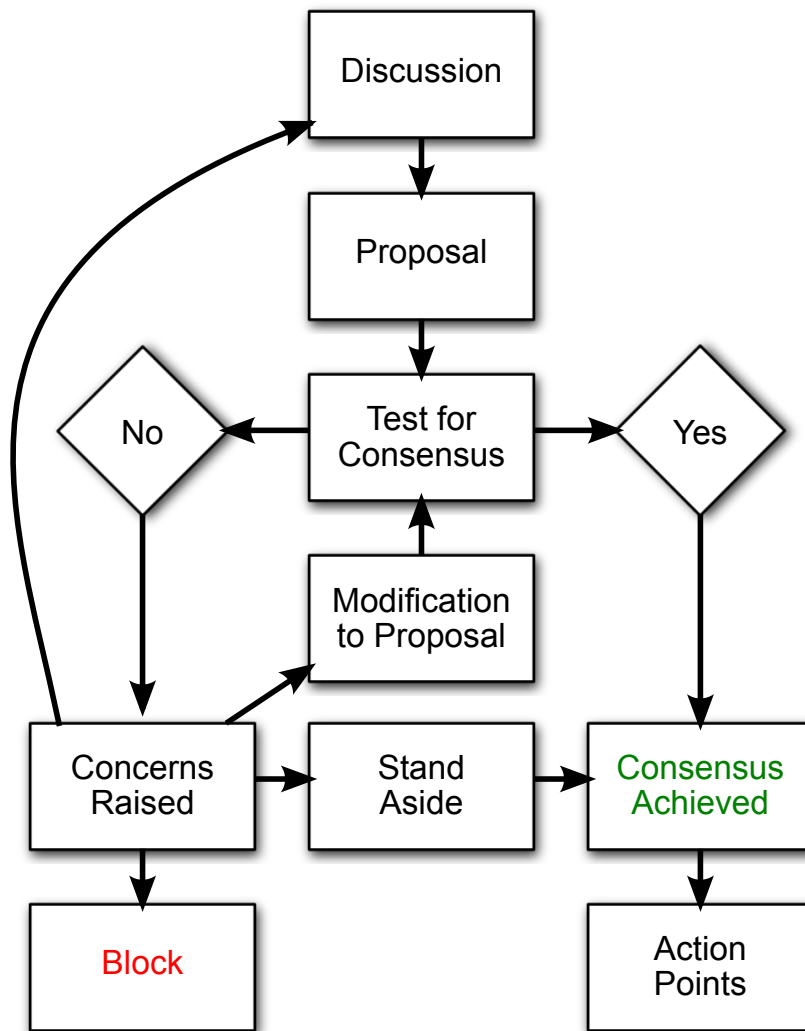 Discussion
Proposal
No
Test for
Consensus
Yes
Modification
to Proposal
Concerns
Raised
Stand
Aside
Consensus
Achieved
Block
Action
Points